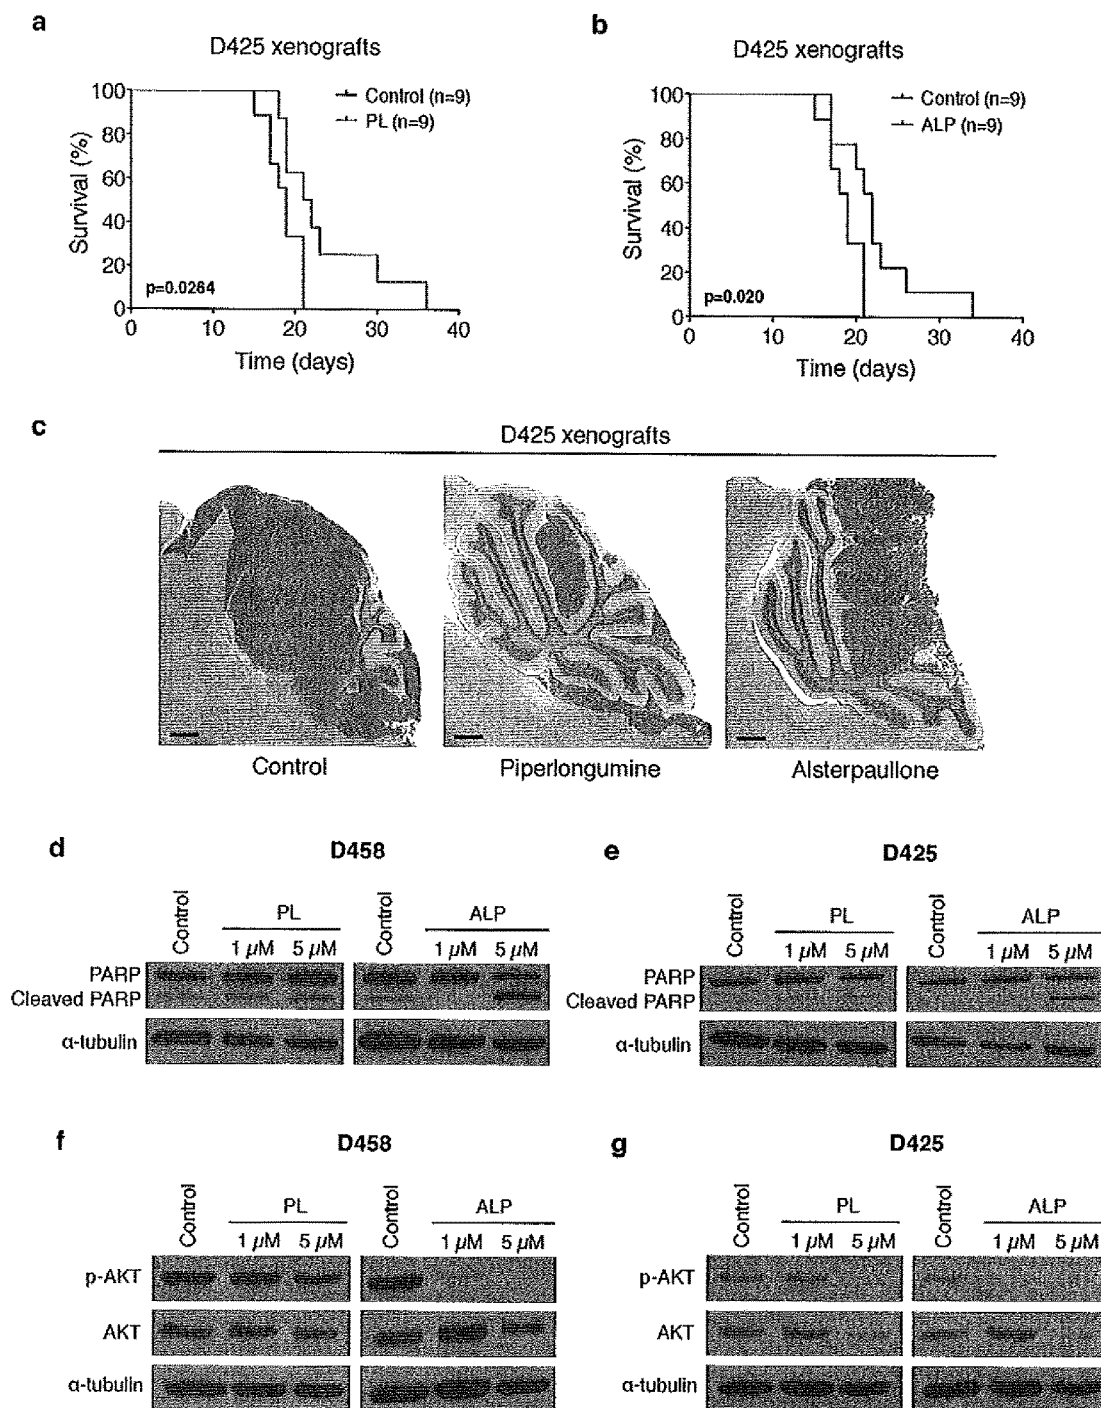 a
D425 xenografts
Control (n=9)
PL (n=9)
Survival (%)
100
80
60
40
20
0
p=0.0264
0 10 20 30 40
Time (days)
b
D425 xenografts
Control (n=9)
ALP (n=9)
Survival (%)
100
80
60
40
20
0
p=0.020
0 10 20 30 40
Time (days)
c
D425 xenografts
Control Piperlongumine Alsterpaullone
d
D458
Control PL Control ALP
1 µM 5 µM 1 µM 5 µM
PARP
Cleaved PARP
α-tubulin
e
D425
Control PL Control ALP
1 µM 5 µM 1 µM 5 µM
PARP
Cleaved PARP
α-tubulin
f
D458
Control PL Control ALP
1 µM 5 µM 1 µM 5 µM
p-AKT
AKT
α-tubulin
g
D425
Control PL Control ALP
1 µM 5 µM 1 µM 5 µM
p-AKT
AKT
α-tubulin